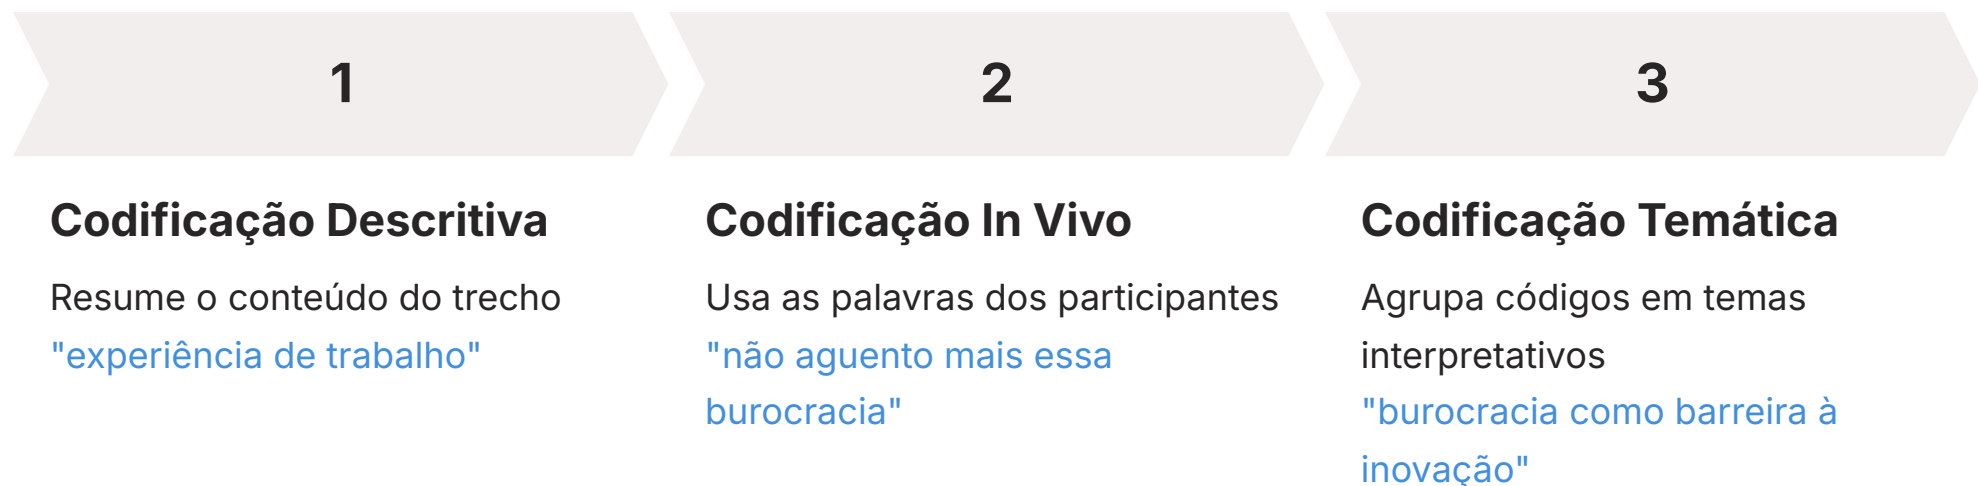 1
Codificação Descritiva
Resume o conteúdo do trecho
"experiência de trabalho"
2
Codificação In Vivo
Usa as palavras dos participantes
"não aguento mais essa
burocracia"
3
Codificação Temática
Agrupa códigos em temas
interpretativos
"burocracia como barreira à
inovação"